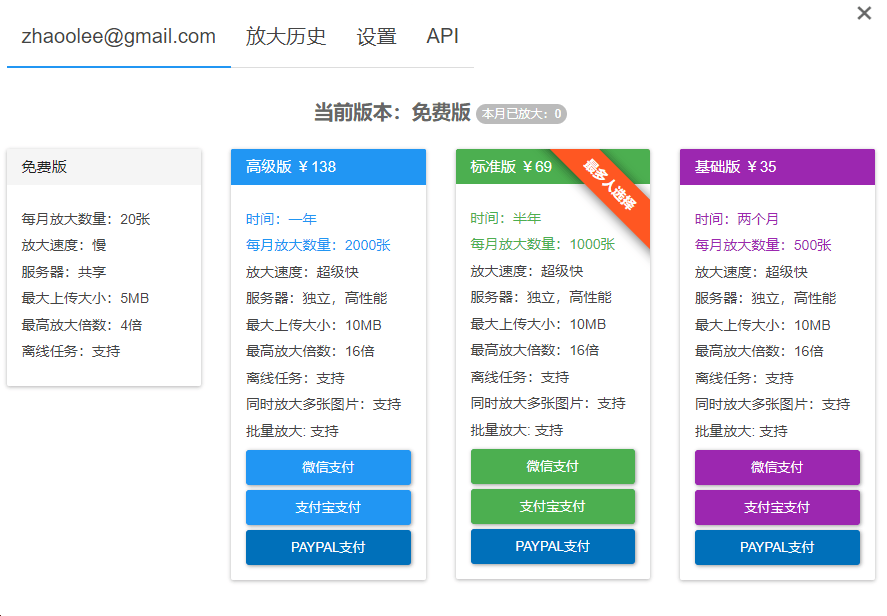 zhaoolee@gmail.com 放大历史 设置 API
当前版本：免费版 本月已放大：0
免费版
每月放大数量：20张
放大速度：慢
服务器：共享
最大上传大小：5MB
最高放大倍数：4倍
离线任务：支持
高级版 ￥138
时间：一年
每月放大数量：2000张
放大速度：超级快
服务器：独立，高性能
最大上传大小：10MB
最高放大倍数：16倍
离线任务：支持
同时放大多张图片：支持
批量放大: 支持
微信支付
支付宝支付
PAYPAL支付
标准版 ￥69
最多人选择
时间：半年
每月放大数量：1000张
放大速度：超级快
服务器：独立，高性能
最大上传大小：10MB
最高放大倍数：16倍
离线任务：支持
同时放大多张图片：支持
批量放大: 支持
微信支付
支付宝支付
PAYPAL支付
基础版 ￥35
时间：两个月
每月放大数量：500张
放大速度：超级快
服务器：独立，高性能
最大上传大小：10MB
最高放大倍数：16倍
离线任务：支持
同时放大多张图片：支持
批量放大: 支持
微信支付
支付宝支付
PAYPAL支付